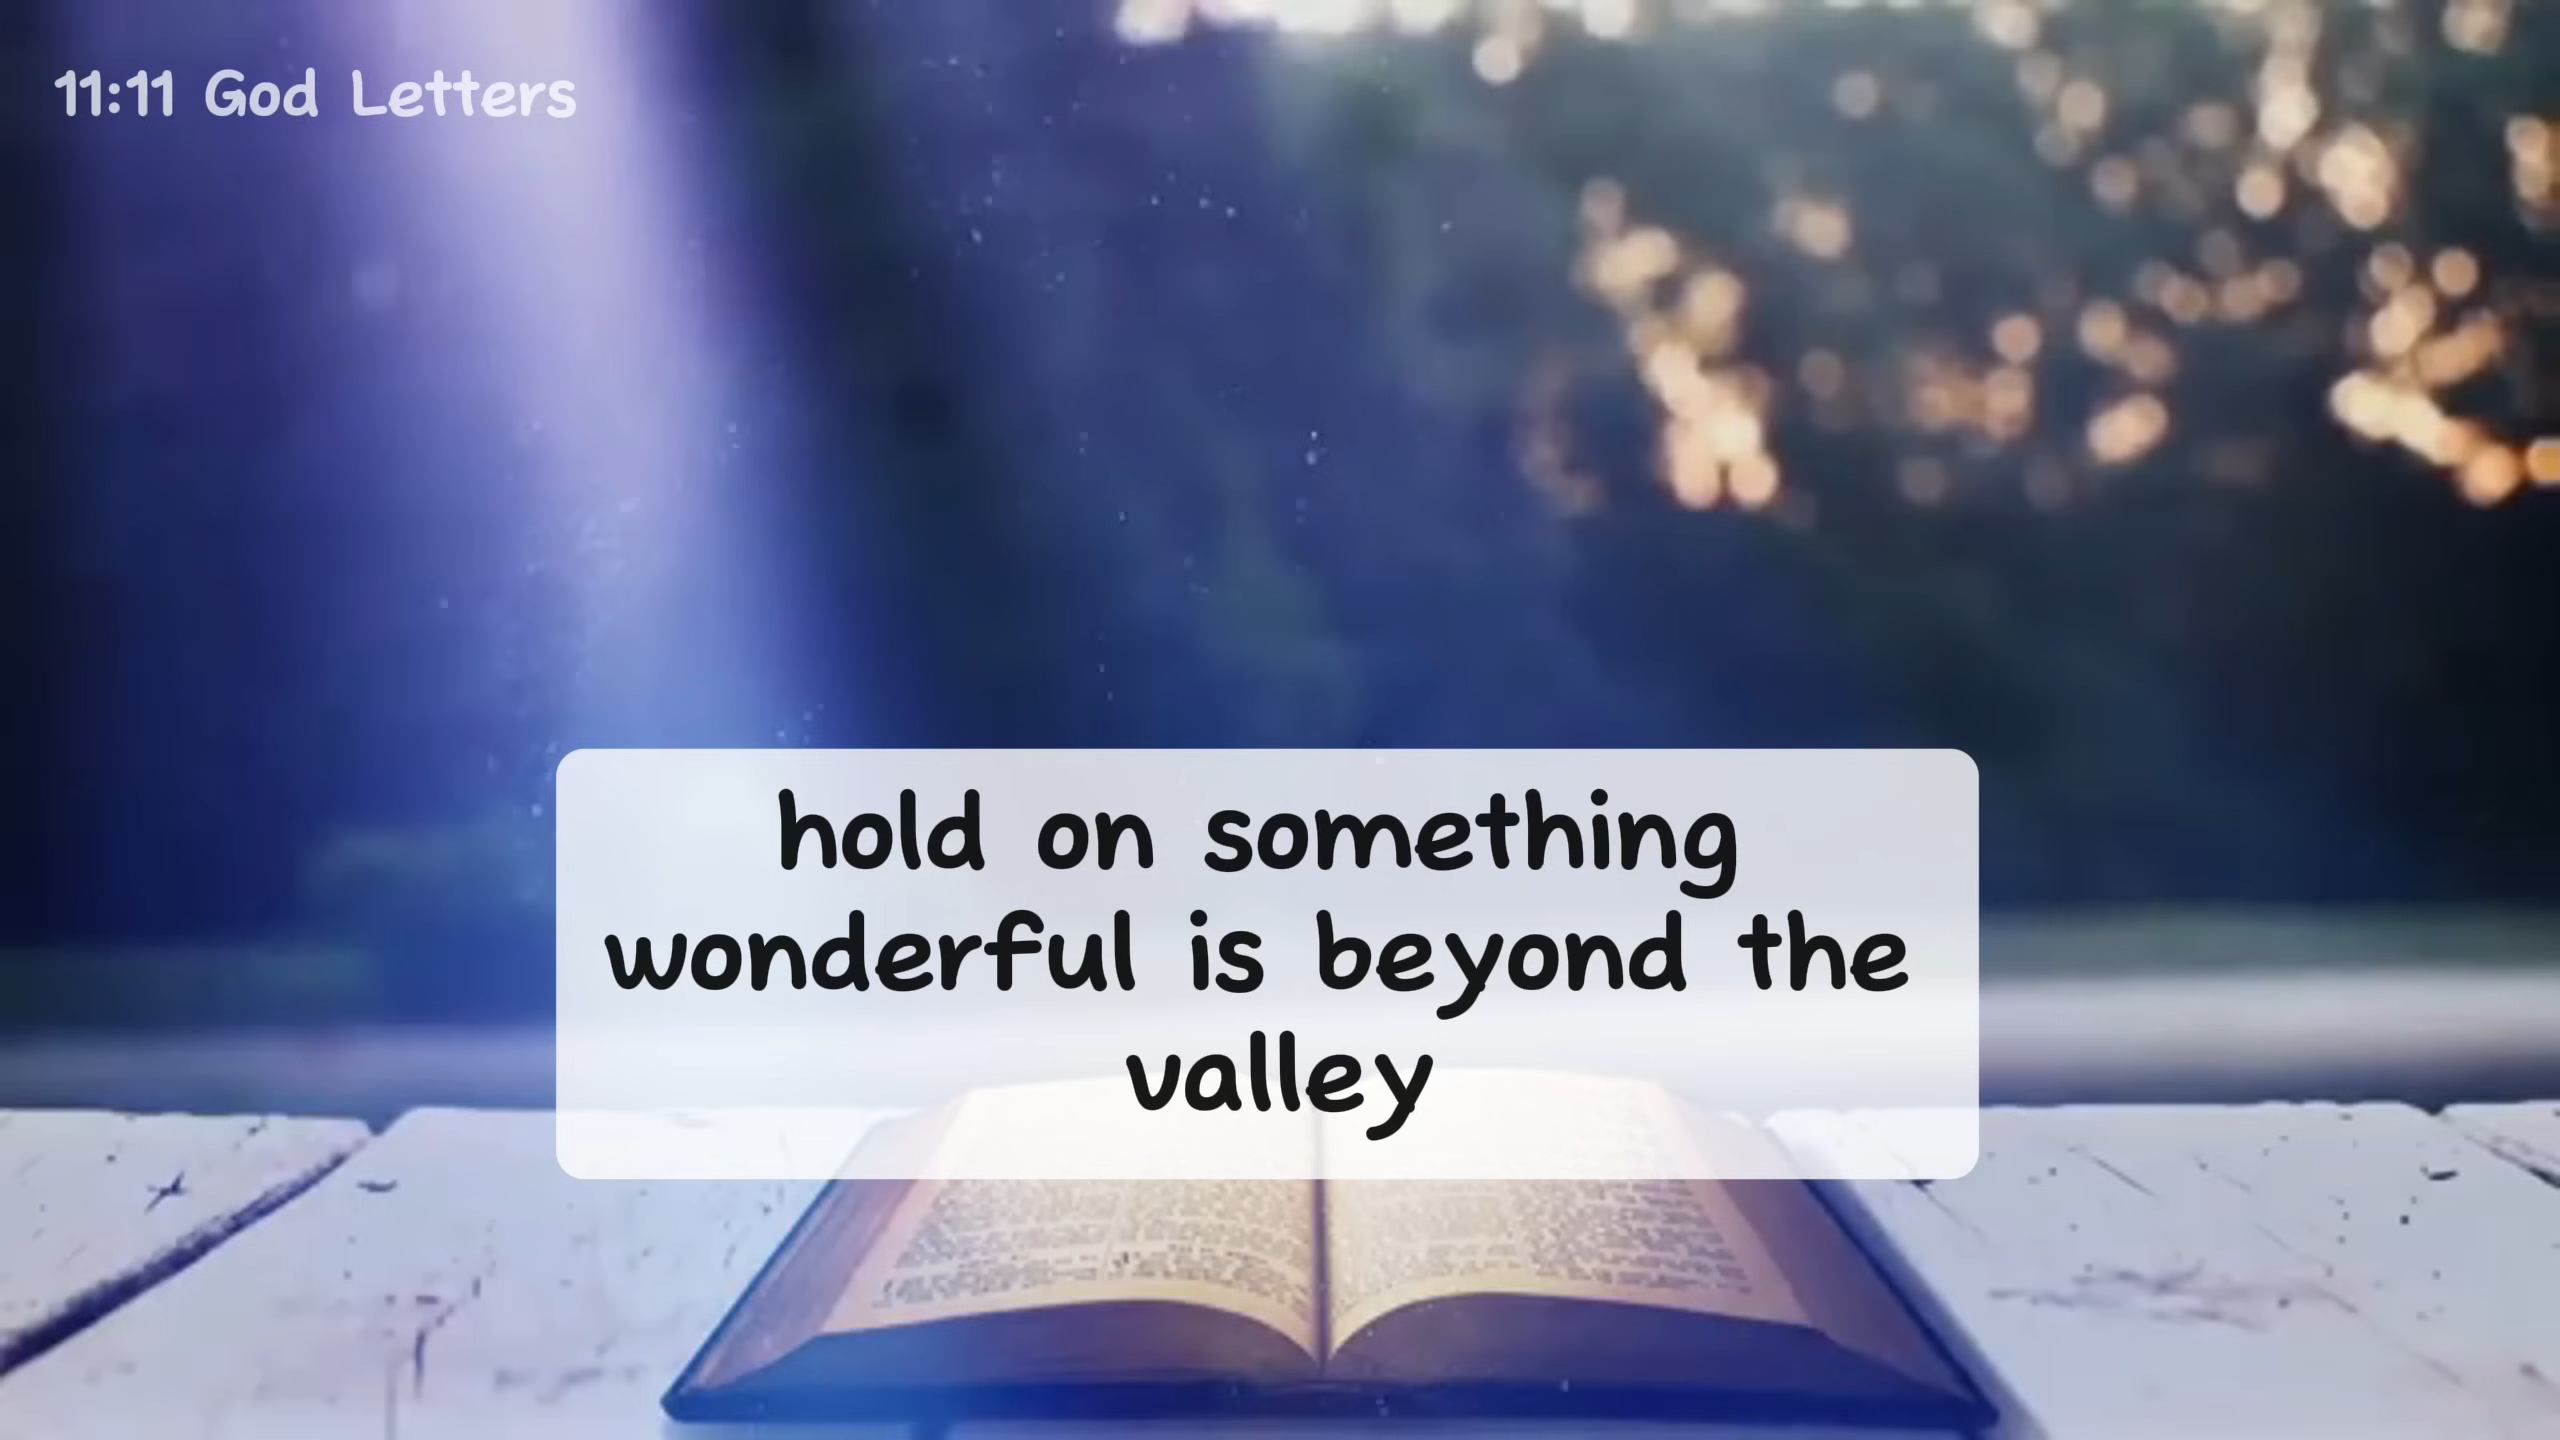 11:11 God Letters
hold on something
wonderful is beyond the
valley